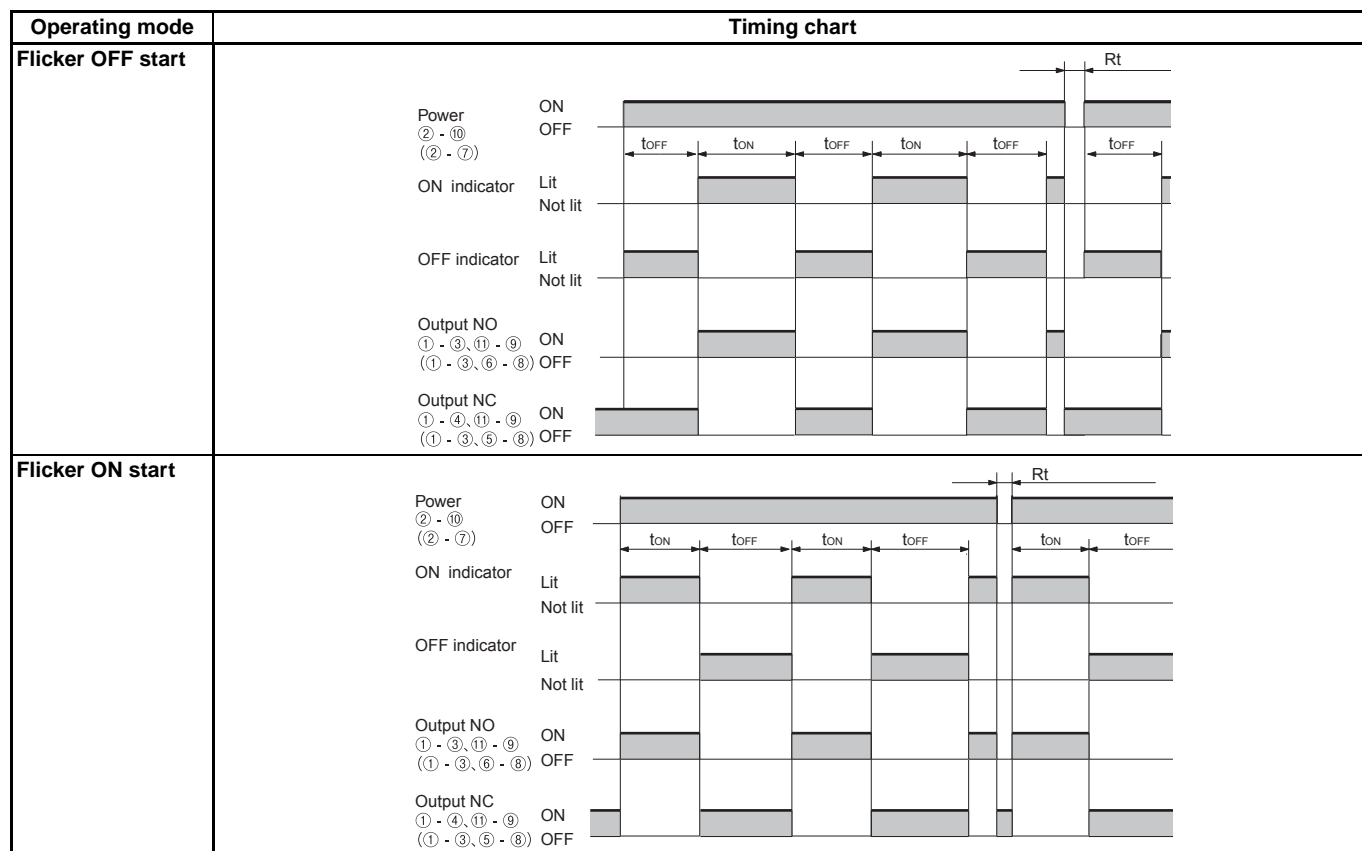 Operating mode
Timing chart
Flicker OFF start
Rt
Power
② - ⑩
(② - ⑦)
ON
OFF
tOFF
tON
tOFF
tON
tOFF
tOFF
ON indicator
Lit
Not lit
OFF indicator
Lit
Not lit
Output NO
① - ③、⑪ - ⑨
(① - ③、⑥ - ⑧)
ON
OFF
Output NC
① - ④、⑪ - ⑨
(① - ③、⑤ - ⑧)
ON
OFF
Flicker ON start
Rt
Power
② - ⑩
(② - ⑦)
ON
OFF
tON
tOFF
tON
tOFF
tON
tOFF
ON indicator
Lit
Not lit
OFF indicator
Lit
Not lit
Output NO
① - ③、⑪ - ⑨
(① - ③、⑥ - ⑧)
ON
OFF
Output NC
① - ④、⑪ - ⑨
(① - ③、⑤ - ⑧)
ON
OFF